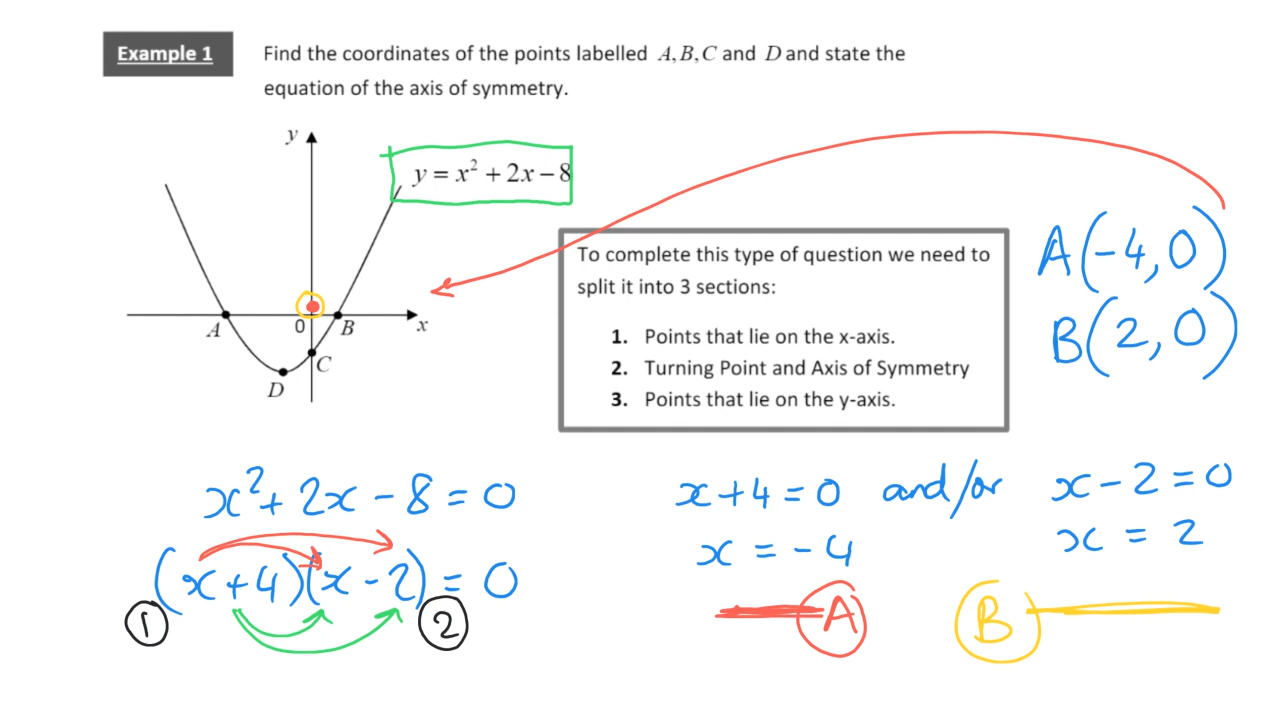 Example 1
Find the coordinates of the points labelled A, B, C and D and state the
equation of the axis of symmetry.
y
y = x² + 2x − 8
A
0
B
x
C
D
To complete this type of question we need to
split it into 3 sections:
1. Points that lie on the x-axis.
2. Turning Point and Axis of Symmetry
3. Points that lie on the y-axis.
A(-4,0)
B(2,0)
x² + 2x - 8 = 0
(x+4)(x-2) = 0
1
2
x+4=0 and/or x-2=0
x = -4
x = 2
A
B